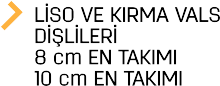 LİSO VE KIRMA VALS
DİŞLİLERİ
8 cm EN TAKIMI
10 cm EN TAKIMI